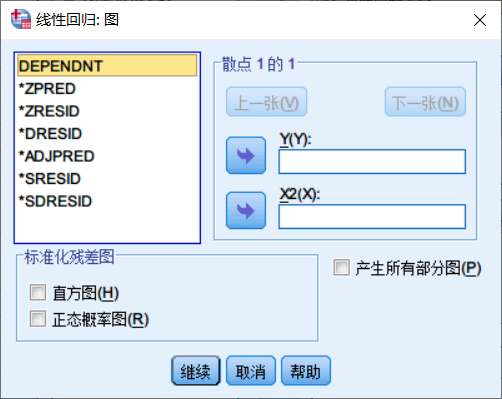 线性回归: 图
DEPENDNT
*ZPRED
*ZRESID
*DRESID
*ADJPRED
*SRESID
*SDRESID
散点 1 的 1
上一张(V)
下一张(N)
Y(Y):
X2(X):
标准化残差图
直方图(H)
正态概率图(R)
产生所有部分图(P)
继续
取消
帮助